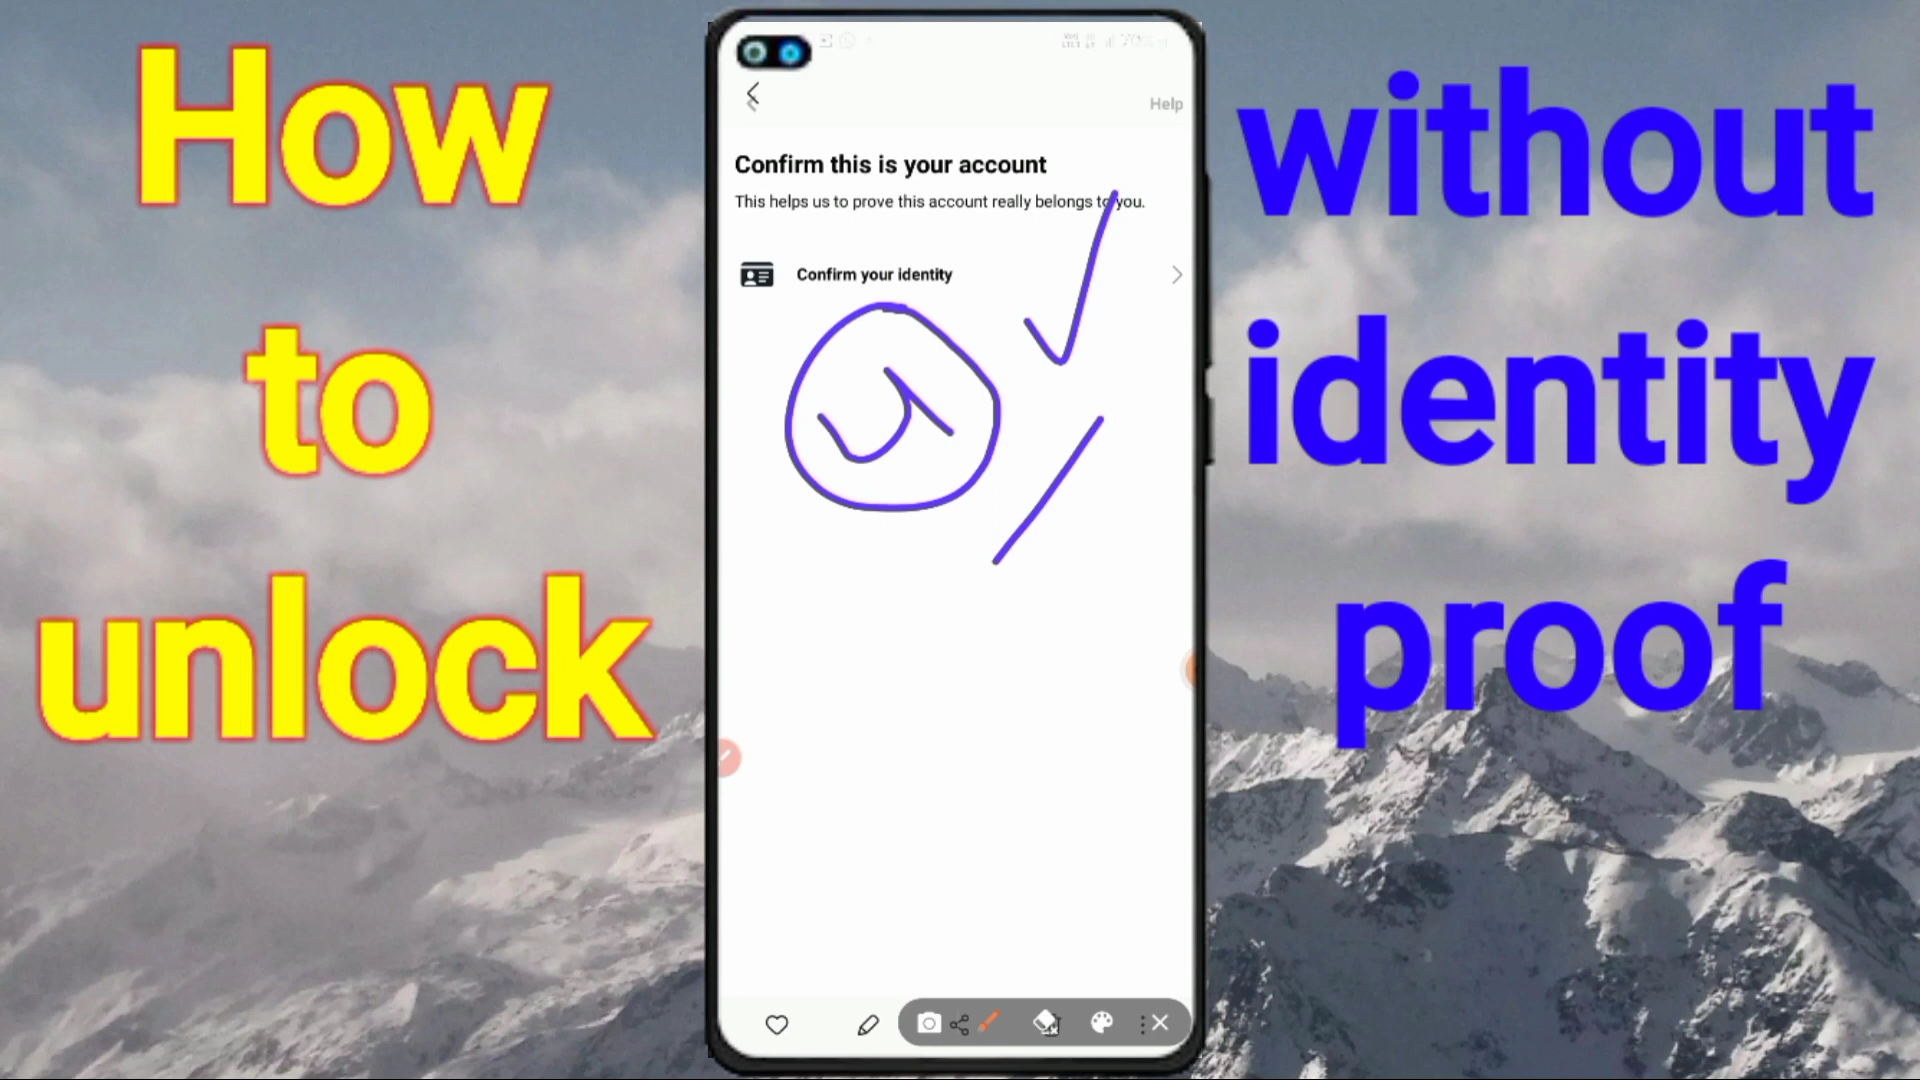 How
to
unlock
Help
Confirm this is your account
This helps us to prove this account really belongs to you.
Confirm your identity
without
identity
proof